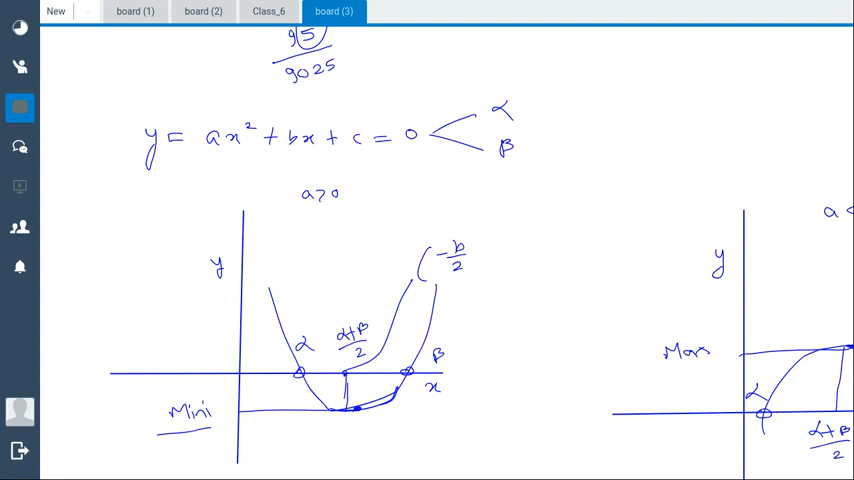 New board (1) board (2) Class_6 board (3)
95
9025
y = ax² + bx + c = 0 α
β
a>0
a <
y
(-b/2
y
α
α+β/2
β
x
Mini
Max
α
α+β/2